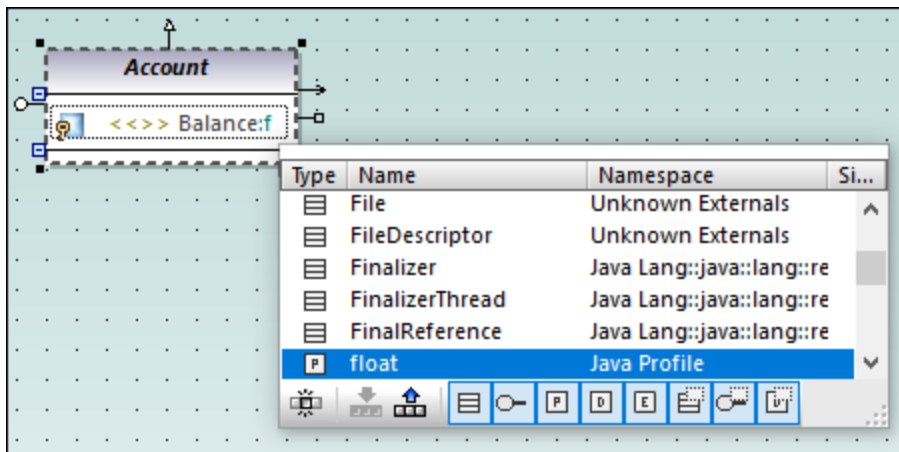 Account
<<>> Balance:f
Type Name Namespace Si...
File Unknown Externals
FileDescriptor Unknown Externals
Finalizer Java Lang::java::lang::re
FinalizerThread Java Lang::java::lang::re
FinalReference Java Lang::java::lang::re
P float Java Profile
P D E